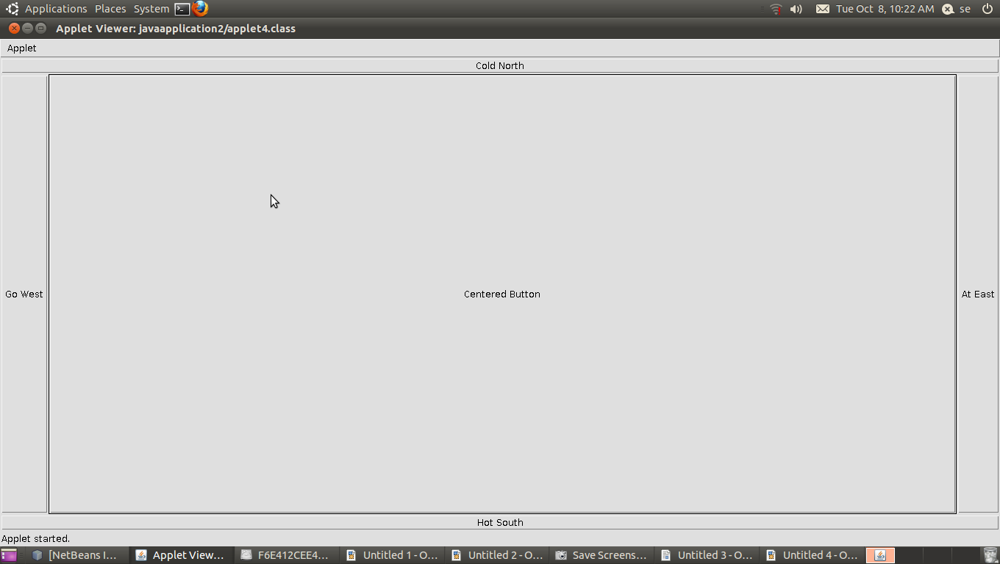 Applications Places System Tue Oct 8, 10:22 AM se
Applet Viewer: javaapplication2/applet4.class
Applet
Cold North
Go West Centered Button At East
Hot South
Applet started.
[NetBeans I... Applet View... F6E412CEE4... Untitled 1 - O... Untitled 2 - O... Save Screens... Untitled 3 - O... Untitled 4 - O...